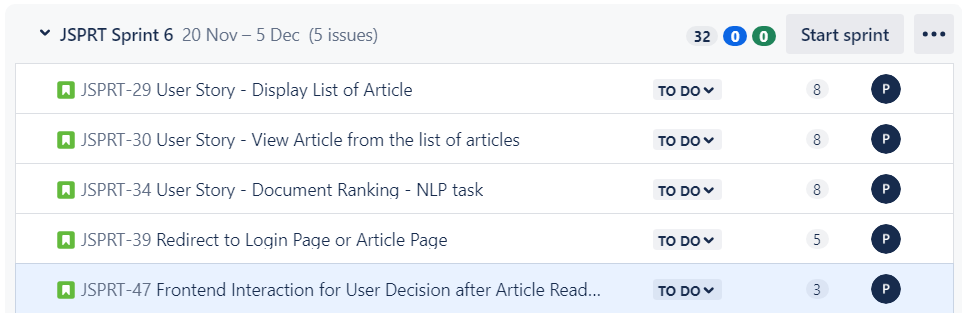 JSPRT Sprint 6 20 Nov – 5 Dec (5 issues) 32 0 0 Start sprint
JSPRT-29 User Story - Display List of Article TO DO 8 P
JSPRT-30 User Story - View Article from the list of articles TO DO 8 P
JSPRT-34 User Story - Document Ranking - NLP task TO DO 8 P
JSPRT-39 Redirect to Login Page or Article Page TO DO 5 P
JSPRT-47 Frontend Interaction for User Decision after Article Read... TO DO 3 P